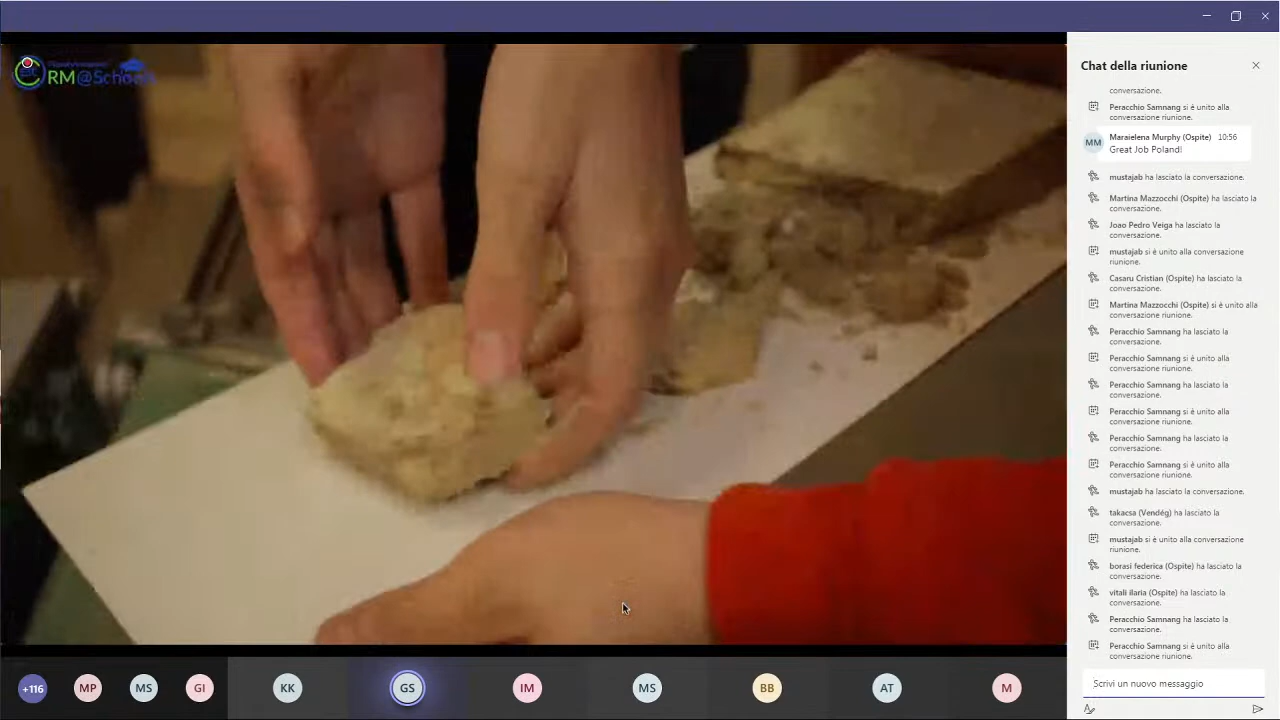 RM@Schools
Chat della riunione
conversazione.
Peracchio Samnang si è unito alla
conversazione riunione.
MM
Maraielena Murphy (Ospite) 10:56
Great Job Poland!
mustajab ha lasciato la conversazione.
Martina Mazzocchi (Ospite) ha lasciato la
conversazione.
Joao Pedro Veiga ha lasciato la
conversazione.
mustajab si è unito alla conversazione
riunione.
Casaru Cristian (Ospite) ha lasciato la
conversazione.
Martina Mazzocchi (Ospite) si è unito alla
conversazione riunione.
Peracchio Samnang ha lasciato la
conversazione.
Peracchio Samnang si è unito alla
conversazione riunione.
Peracchio Samnang ha lasciato la
conversazione.
Peracchio Samnang si è unito alla
conversazione riunione.
Peracchio Samnang ha lasciato la
conversazione.
Peracchio Samnang si è unito alla
conversazione riunione.
mustajab ha lasciato la conversazione.
takacsa (Vendég) ha lasciato la
conversazione.
mustajab si è unito alla conversazione
riunione.
borasi federica (Ospite) ha lasciato la
conversazione.
vitali ilaria (Ospite) ha lasciato la
conversazione.
Peracchio Samnang ha lasciato la
conversazione.
Peracchio Samnang si è unito alla
conversazione riunione.
Scrivi un nuovo messaggio
+116 MP MS GI KK GS IM MS BB AT M